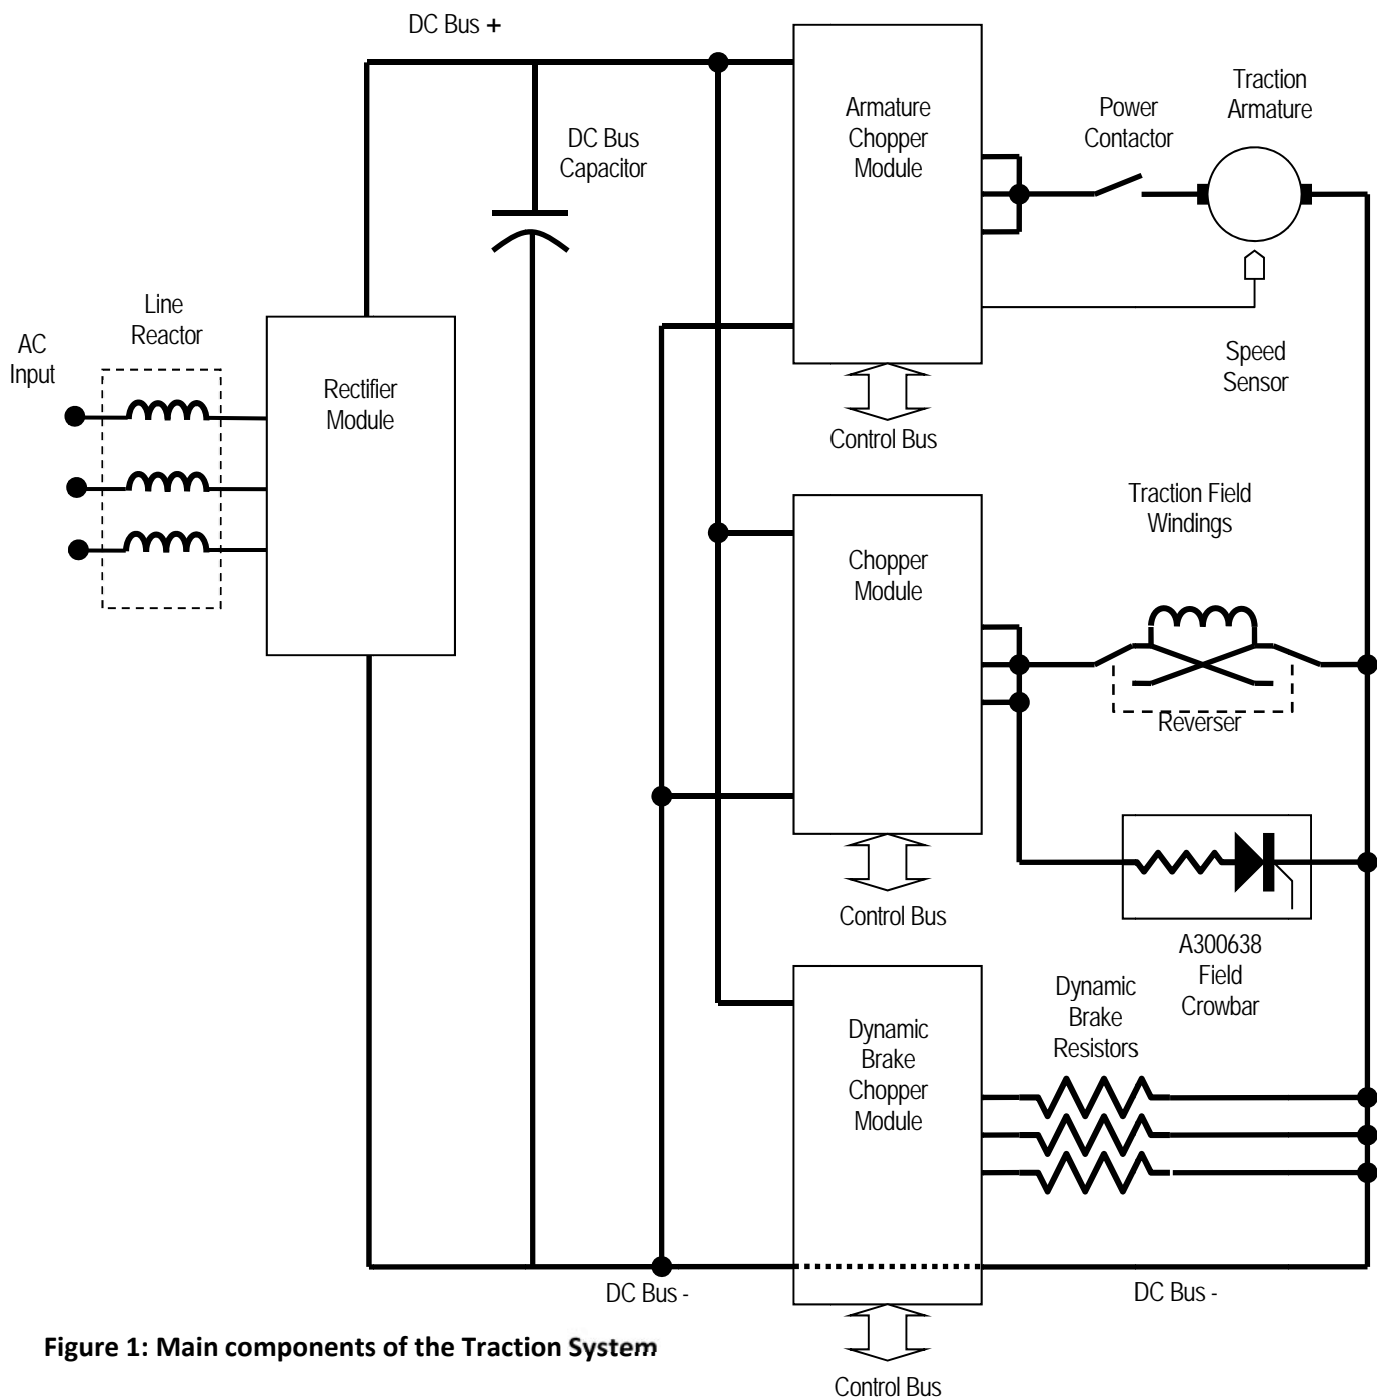 DC Bus +
DC Bus
Capacitor
Armature
Chopper
Module
Power
Contactor
Traction
Armature
Line
Reactor
AC
Input
Rectifier
Module
Speed
Sensor
Control Bus
Traction Field
Windings
Chopper
Module
Reverser
Control Bus
A300638
Field
Crowbar
Dynamic
Brake
Resistors
Dynamic
Brake
Chopper
Module
DC Bus -
DC Bus -
Figure 1: Main components of the Traction System
Control Bus